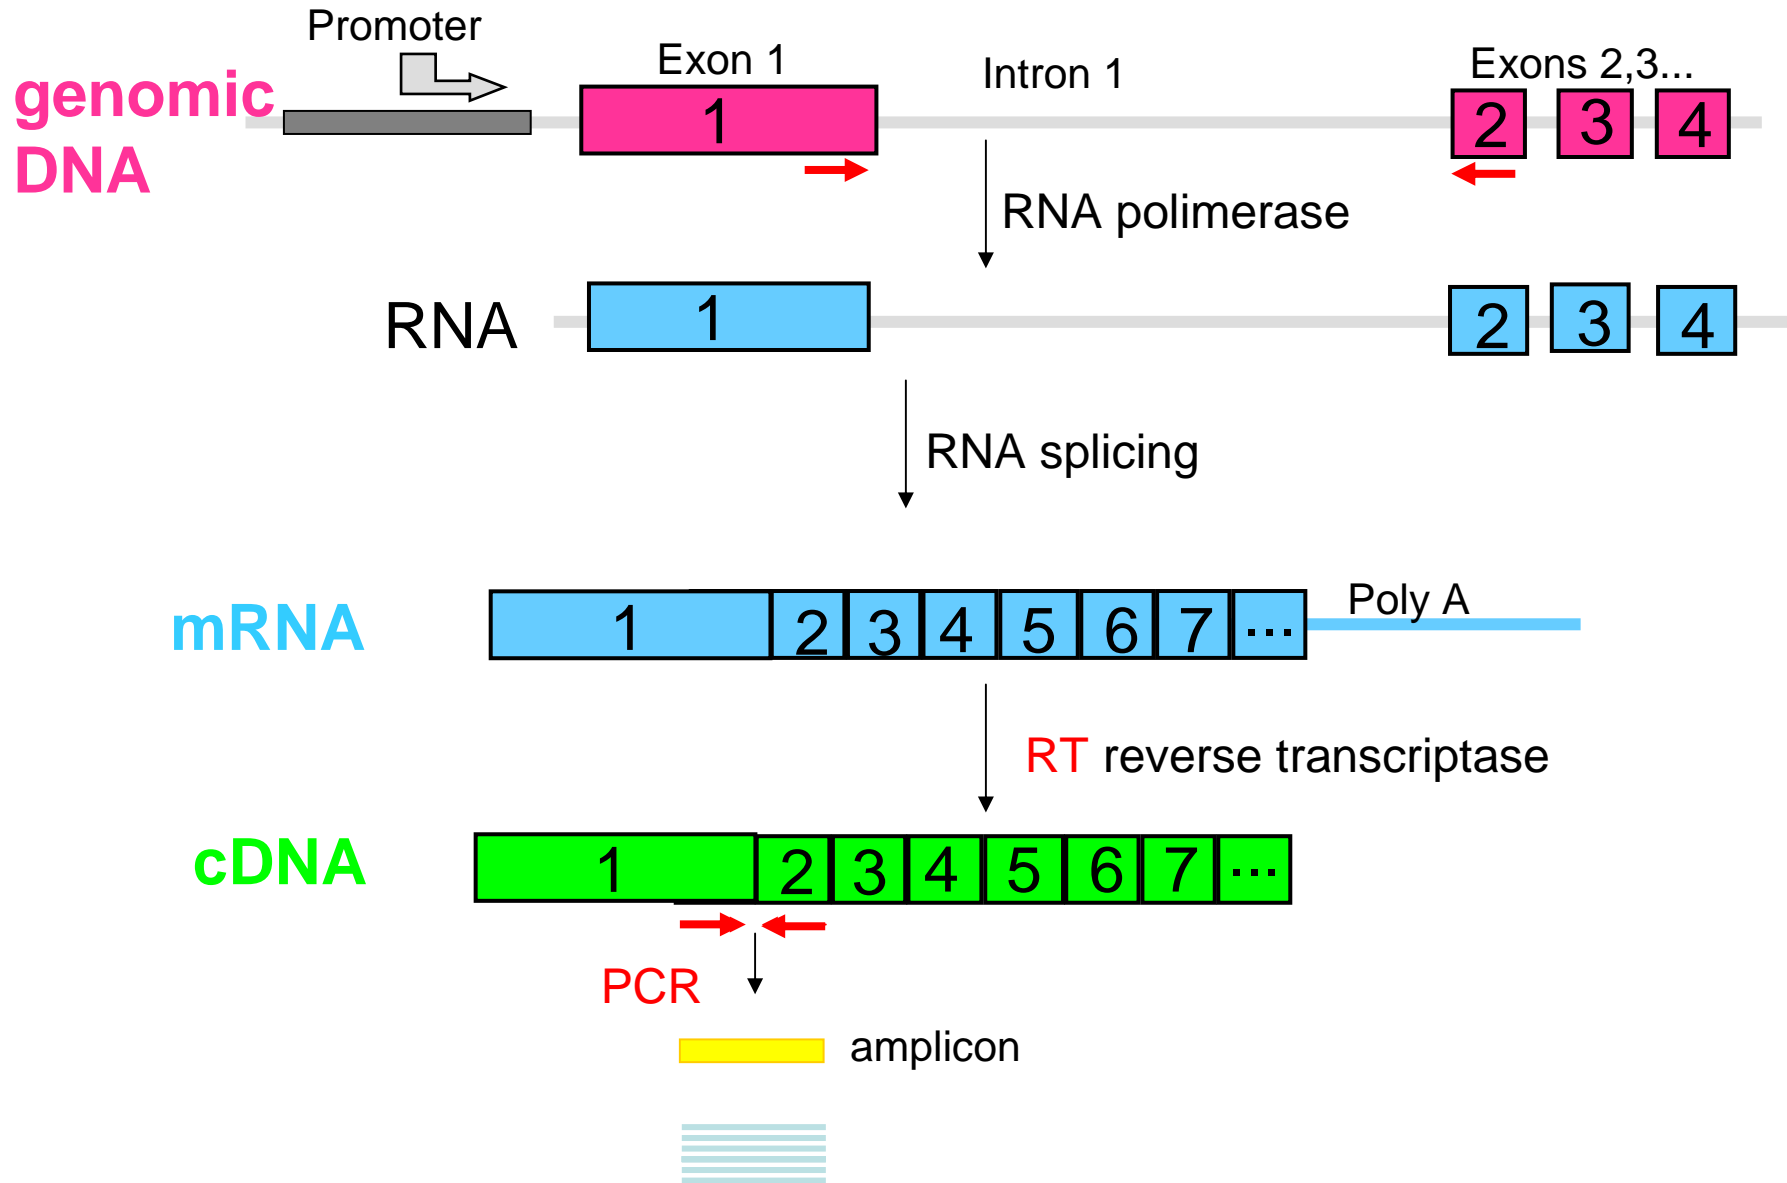 Promoter
genomic
DNA
Exon 1
Intron 1
Exons 2,3...
1
2
3
4
RNA polimerase
RNA
1
2
3
4
RNA splicing
mRNA
1
2
3
4
5
6
7
...
Poly A
RT reverse transcriptase
cDNA
1
2
3
4
5
6
7
...
PCR
amplicon